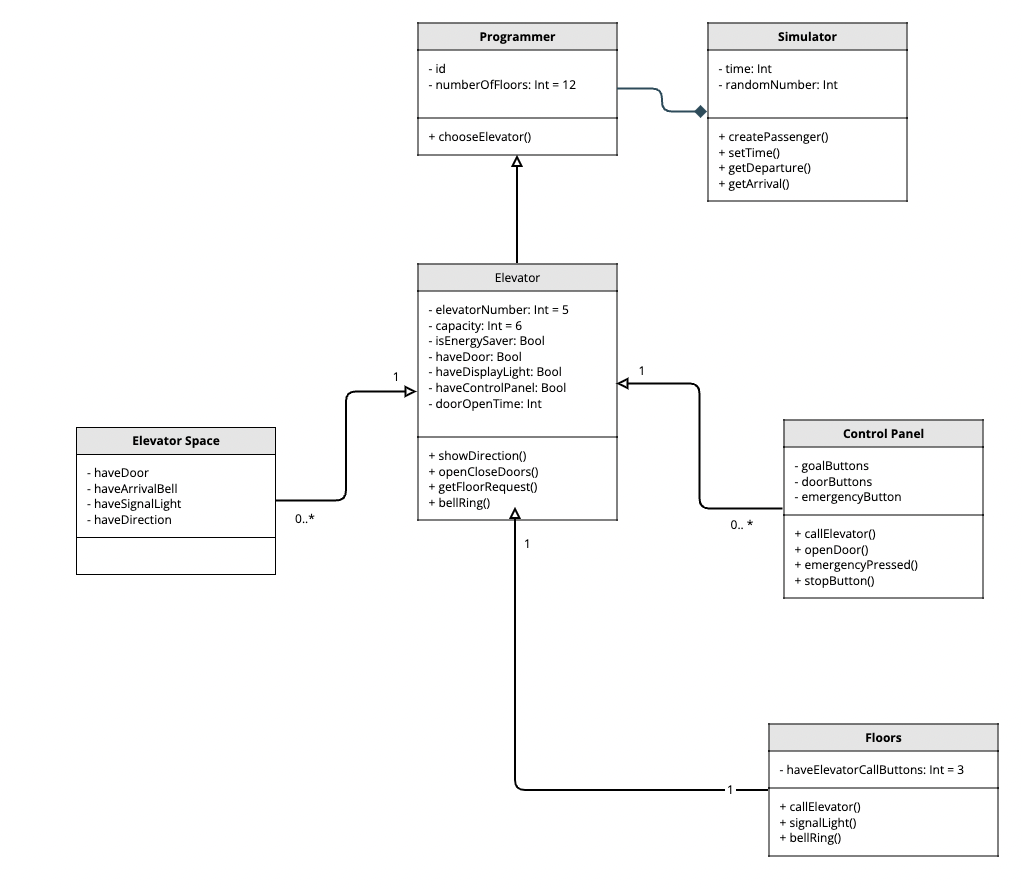 Programmer
- id
- numberOfFloors: Int = 12
+ chooseElevator()
Simulator
- time: Int
- randomNumber: Int
+ createPassenger()
+ setTime()
+ getDeparture()
+ getArrival()
Elevator
- elevatorNumber: Int = 5
- capacity: Int = 6
- isEnergySaver: Bool
- haveDoor: Bool
- haveDisplayLight: Bool
- haveControlPanel: Bool
- doorOpenTime: Int
+ showDirection()
+ openCloseDoors()
+ getFloorRequest()
+ bellRing()
1
1
Elevator Space
- haveDoor
- haveArrivalBell
- haveSignalLight
- haveDirection
0..*
Control Panel
- goalButtons
- doorButtons
- emergencyButton
+ callElevator()
+ openDoor()
+ emergencyPressed()
+ stopButton()
0.. *
1
1
Floors
- haveElevatorCallButtons: Int = 3
+ callElevator()
+ signalLight()
+ bellRing()